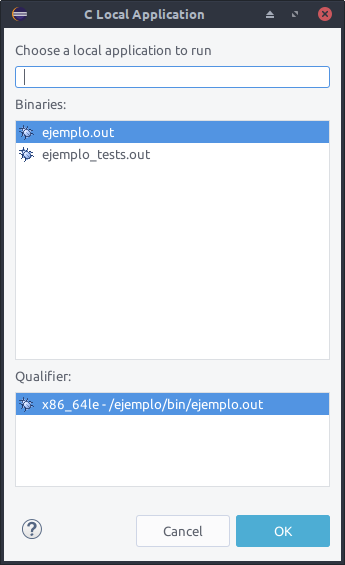 C Local Application
Choose a local application to run
Binaries:
ejemplo.out
ejemplo_tests.out
Qualifier:
x86_64le - /ejemplo/bin/ejemplo.out
?
Cancel
OK